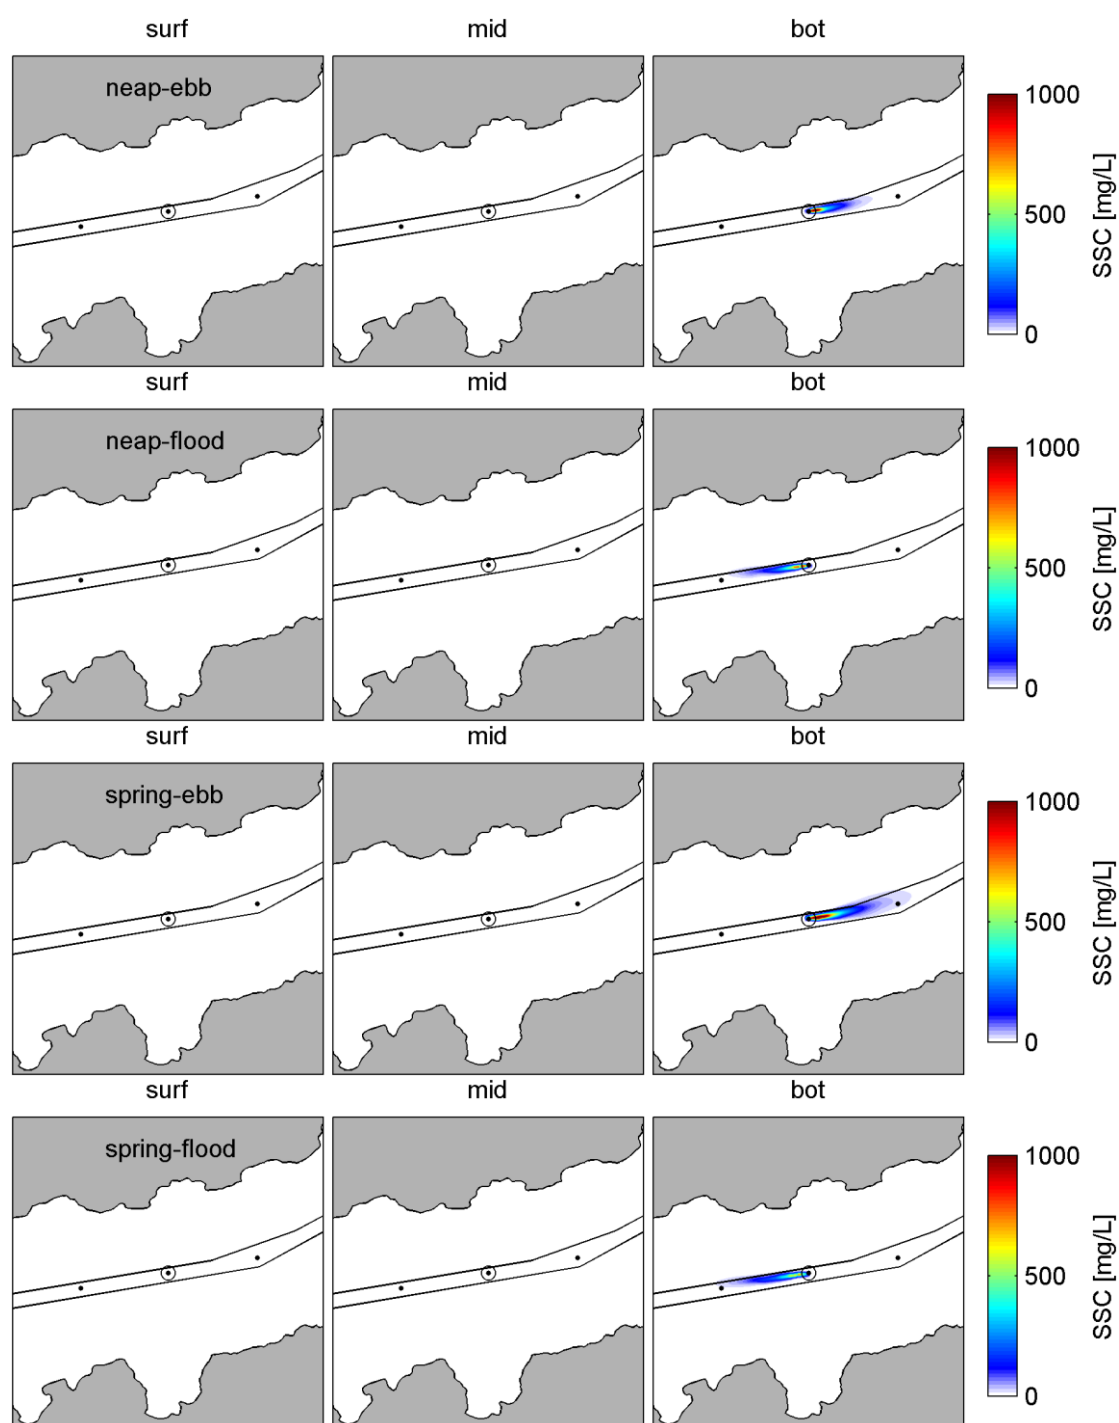 surf mid bot
neap-ebb
1000
500
0
SSC [mg/L]
surf mid bot
neap-flood
1000
500
0
SSC [mg/L]
surf mid bot
spring-ebb
1000
500
0
SSC [mg/L]
surf mid bot
spring-flood
1000
500
0
SSC [mg/L]